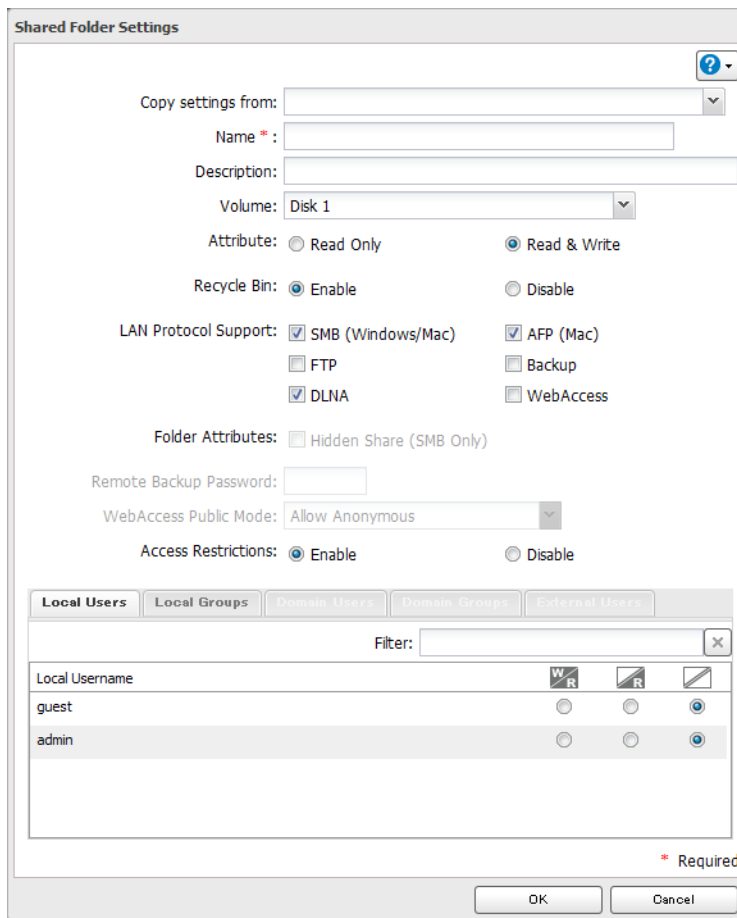 Shared Folder Settings
?
Copy settings from:
Name * :
Description:
Volume: Disk 1
Attribute: Read Only Read & Write
Recycle Bin: Enable Disable
LAN Protocol Support: SMB (Windows/Mac) AFP (Mac)
FTP Backup
DLNA WebAccess
Folder Attributes: Hidden Share (SMB Only)
Remote Backup Password:
WebAccess Public Mode: Allow Anonymous
Access Restrictions: Enable Disable
Local Users Local Groups Domain Users Domain Groups External Users
Filter:
Local Username W/R R
guest
admin
* Required
OK Cancel